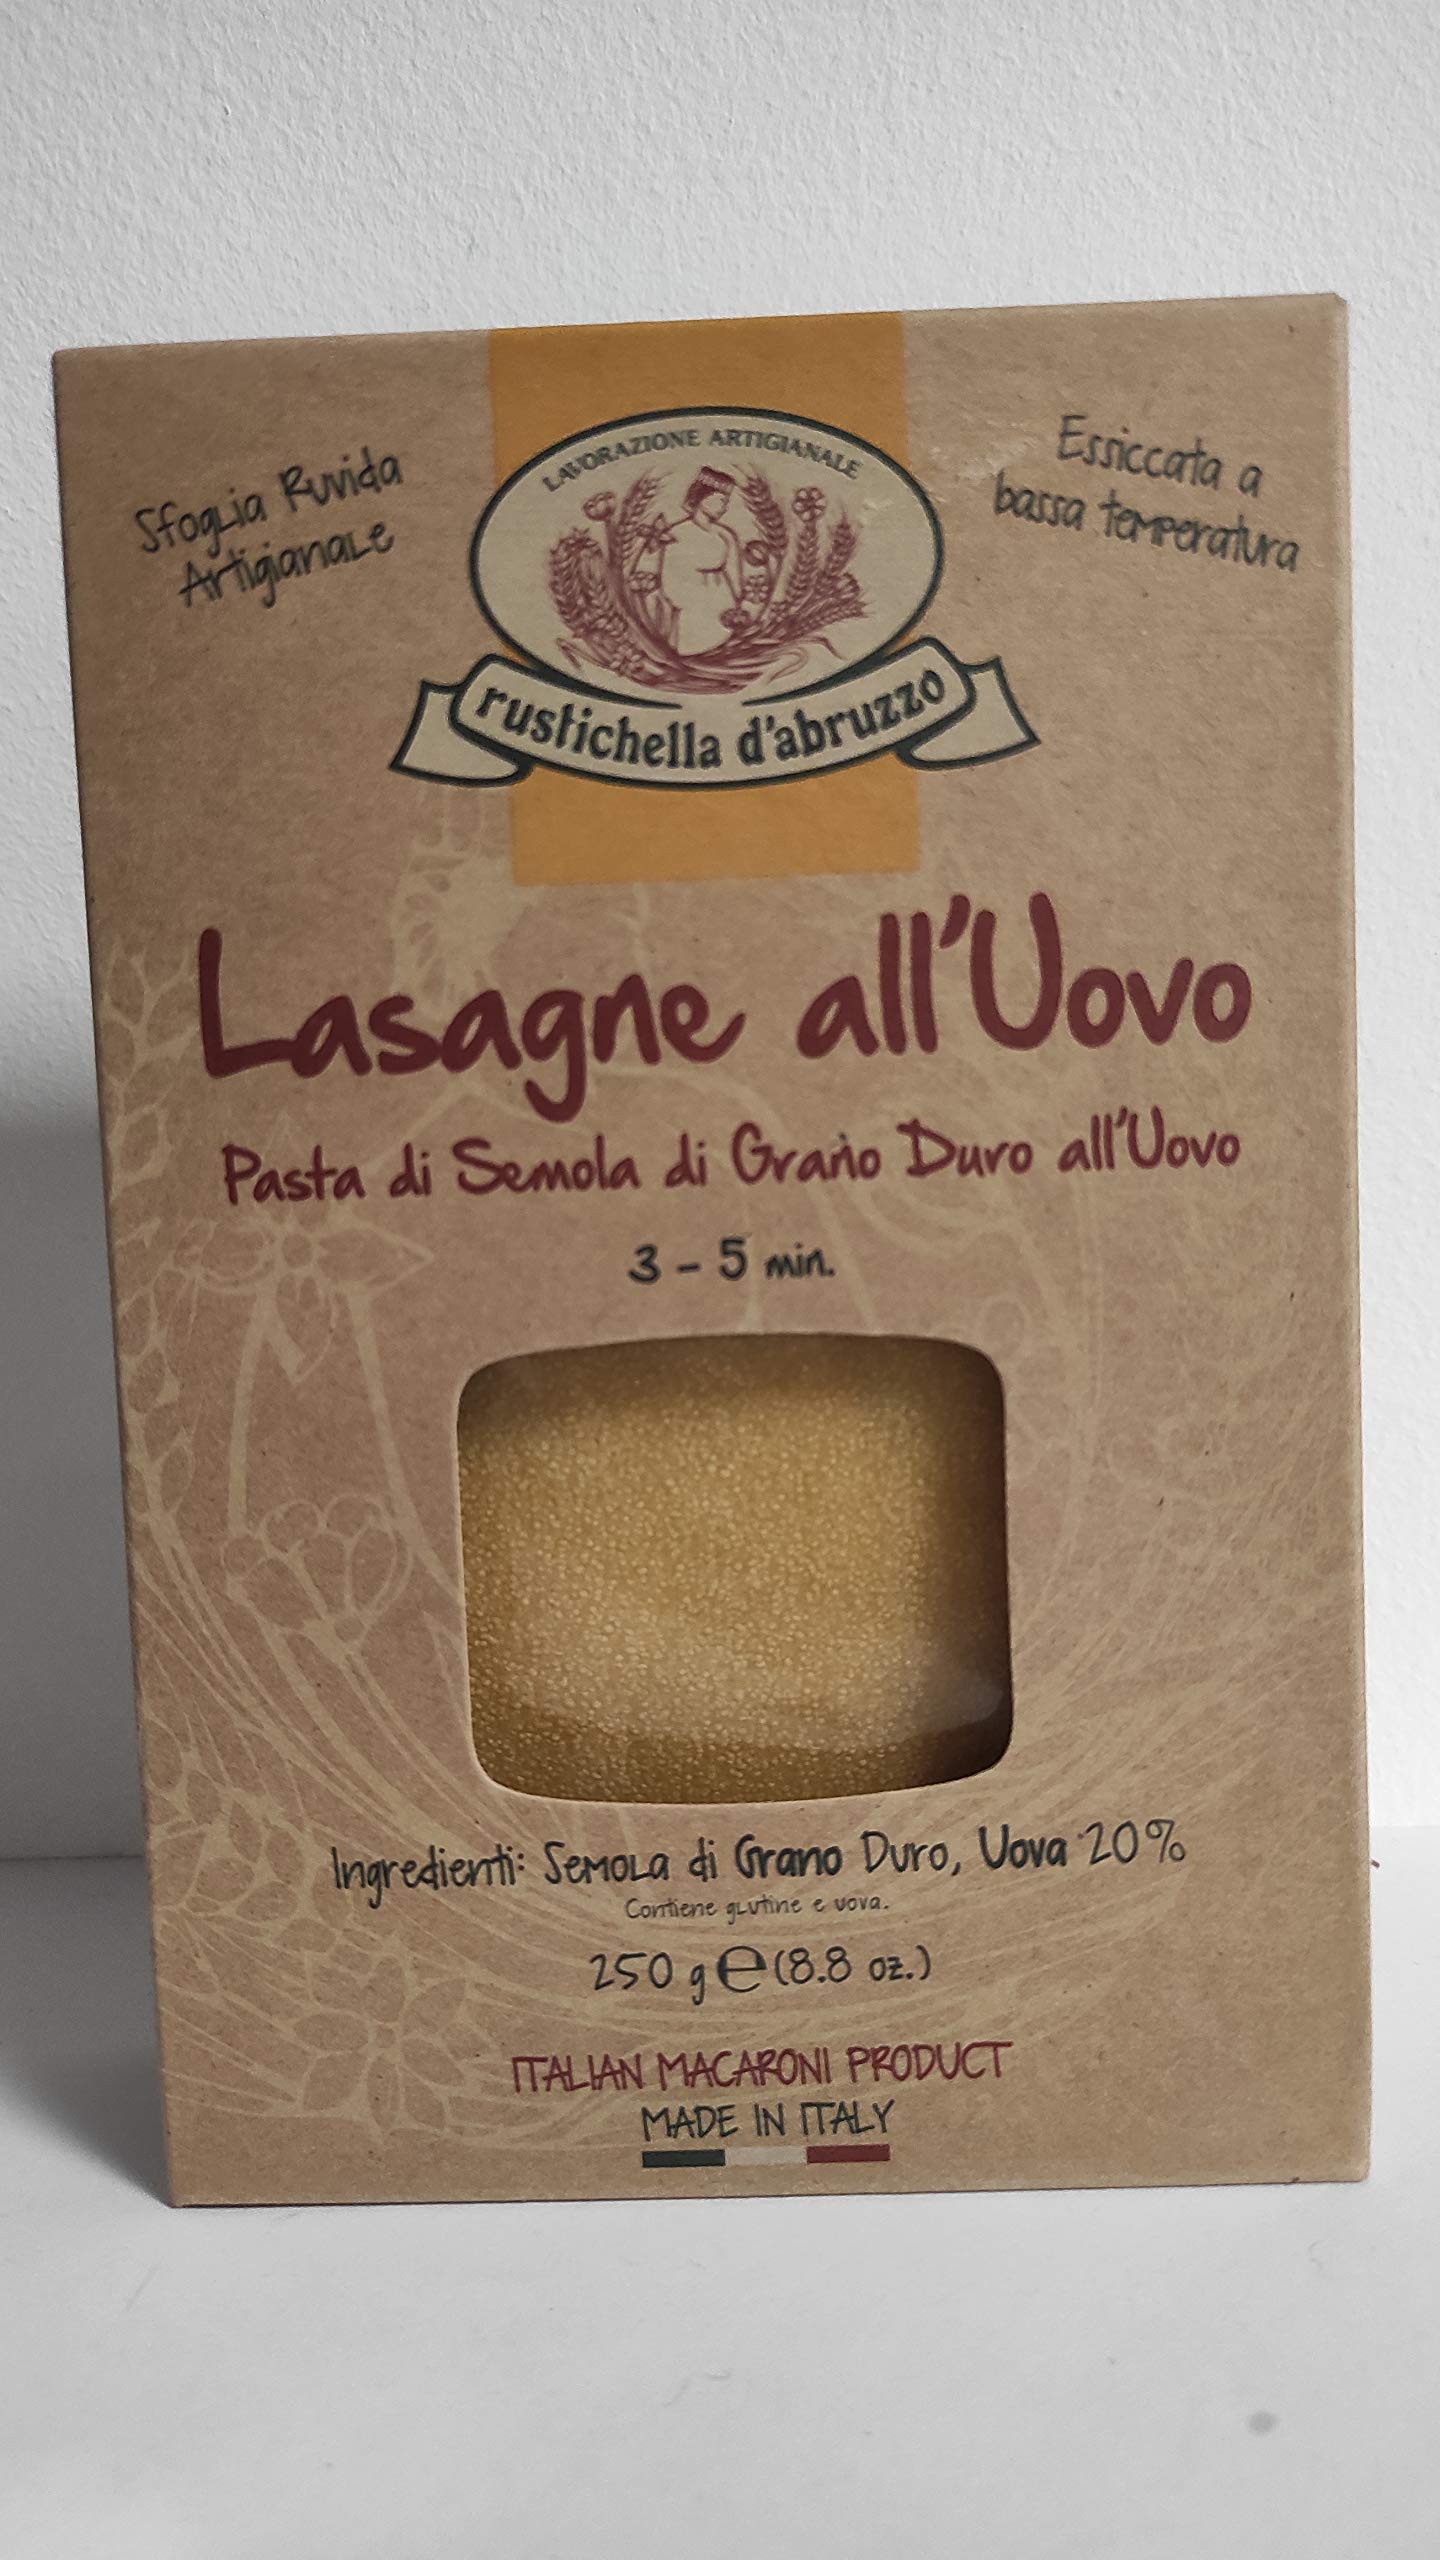 Sfoglia Ruvida
Artigianale
LAVORAZIONE ARTIGIANALE
rustichella d'abruzzo
Essiccata a
bassa temperatura
Lasagne all'Uovo
Pasta di Semola di Grano Duro all'Uovo
3 - 5 min.
Ingredienti: Semola di Grano Duro, Uova 20%
Contiene glutine e uova.
250 g ℮ (8.8 oz.)
ITALIAN MACARONI PRODUCT
MADE IN ITALY